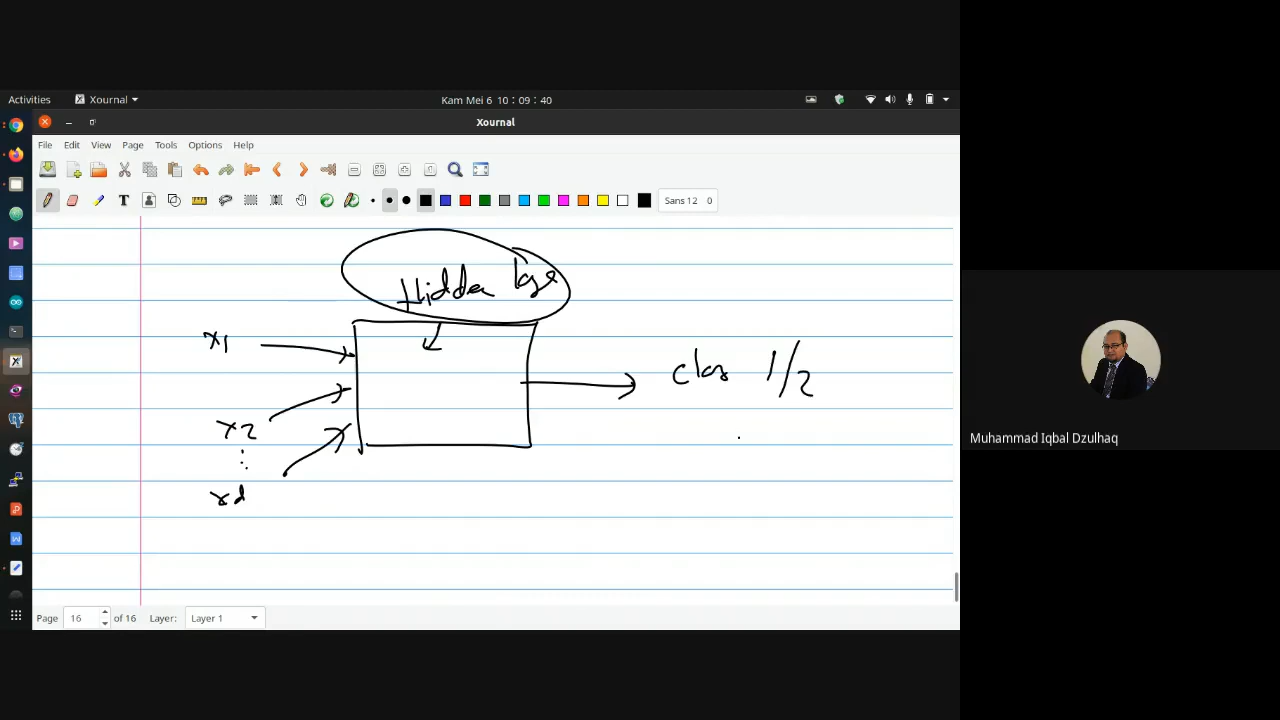 Activities Xournal Kam Mei 6 10 : 09 : 40
Xournal
File Edit View Page Tools Options Help
Sans 12 0
Hidden
x1
class 1/2
x2
⋮
xd
Muhammad Iqbal Dzulhaq
Page 16 of 16 Layer: Layer 1